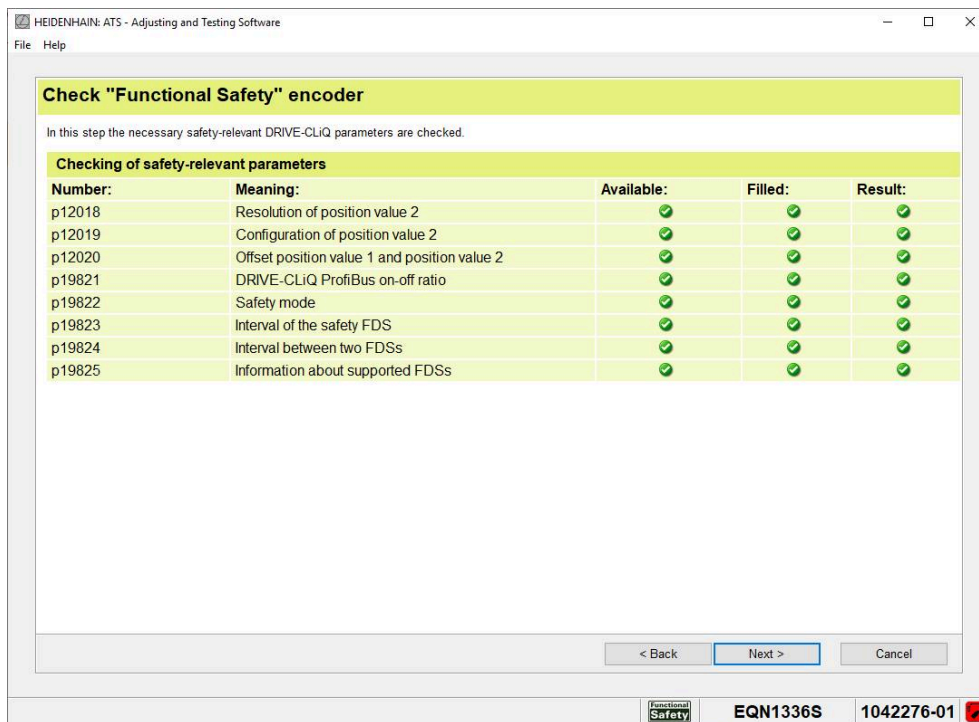 HEIDENHAIN: ATS - Adjusting and Testing Software
File Help
Check "Functional Safety" encoder
In this step the necessary safety-relevant DRIVE-CLiQ parameters are checked.
Checking of safety-relevant parameters
Number: Meaning: Available: Filled: Result:
p12018 Resolution of position value 2
p12019 Configuration of position value 2
p12020 Offset position value 1 and position value 2
p19821 DRIVE-CLiQ ProfiBus on-off ratio
p19822 Safety mode
p19823 Interval of the safety FDS
p19824 Interval between two FDSs
p19825 Information about supported FDSs
< Back Next > Cancel
Functional
Safety EQN1336S 1042276-01